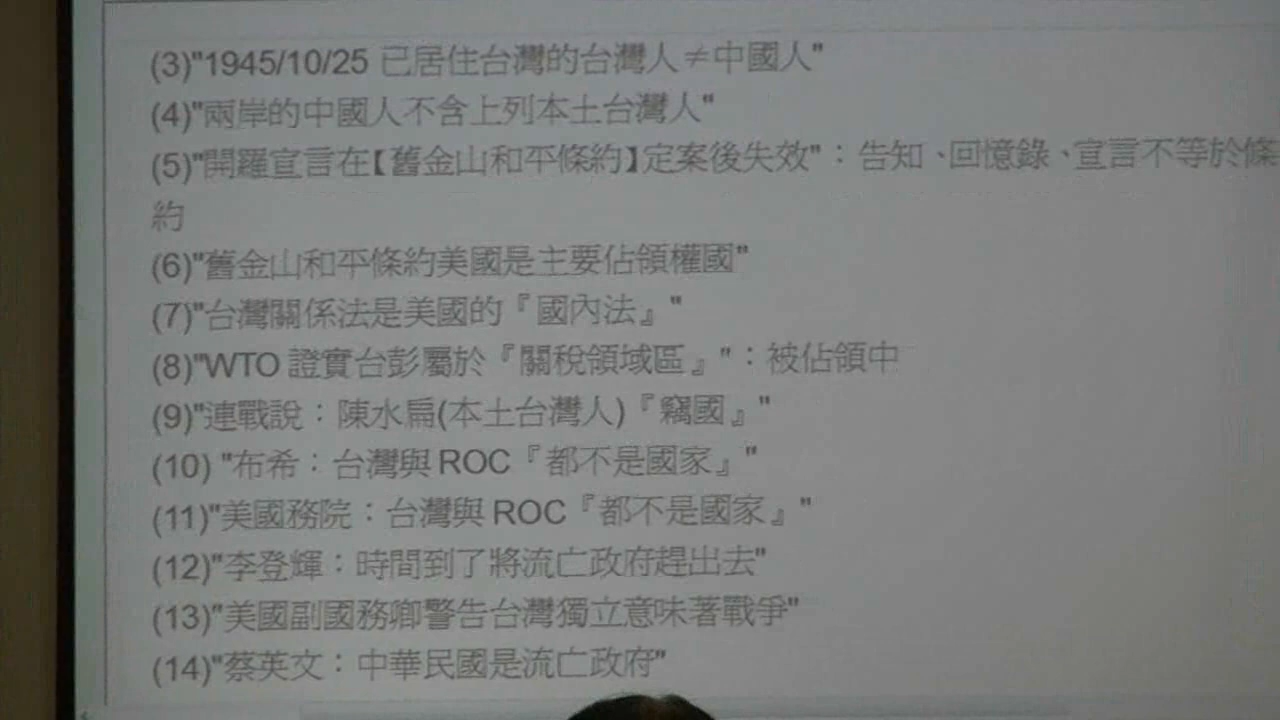 (3)"1945/10/25 已居住台灣的台灣人≠中國人"
(4)"兩岸的中國人不含上列本土台灣人"
(5)"開羅宣言在【舊金山和平條約】定案後失效"：告知、回憶錄、宣言不等於條
約
(6)"舊金山和平條約美國是主要佔領權國"
(7)"台灣關係法是美國的『國內法』"
(8)"WTO 證實台彭屬於『關稅領域區』"：被佔領中
(9)"連戰說：陳水扁(本土台灣人)『竊國』"
(10) "布希：台灣與 ROC『都不是國家』"
(11)"美國務院：台灣與 ROC『都不是國家』"
(12)"李登輝：時間到了將流亡政府趕出去"
(13)"美國副國務卿警告台灣獨立意味著戰爭"
(14)"蔡英文：中華民國是流亡政府"